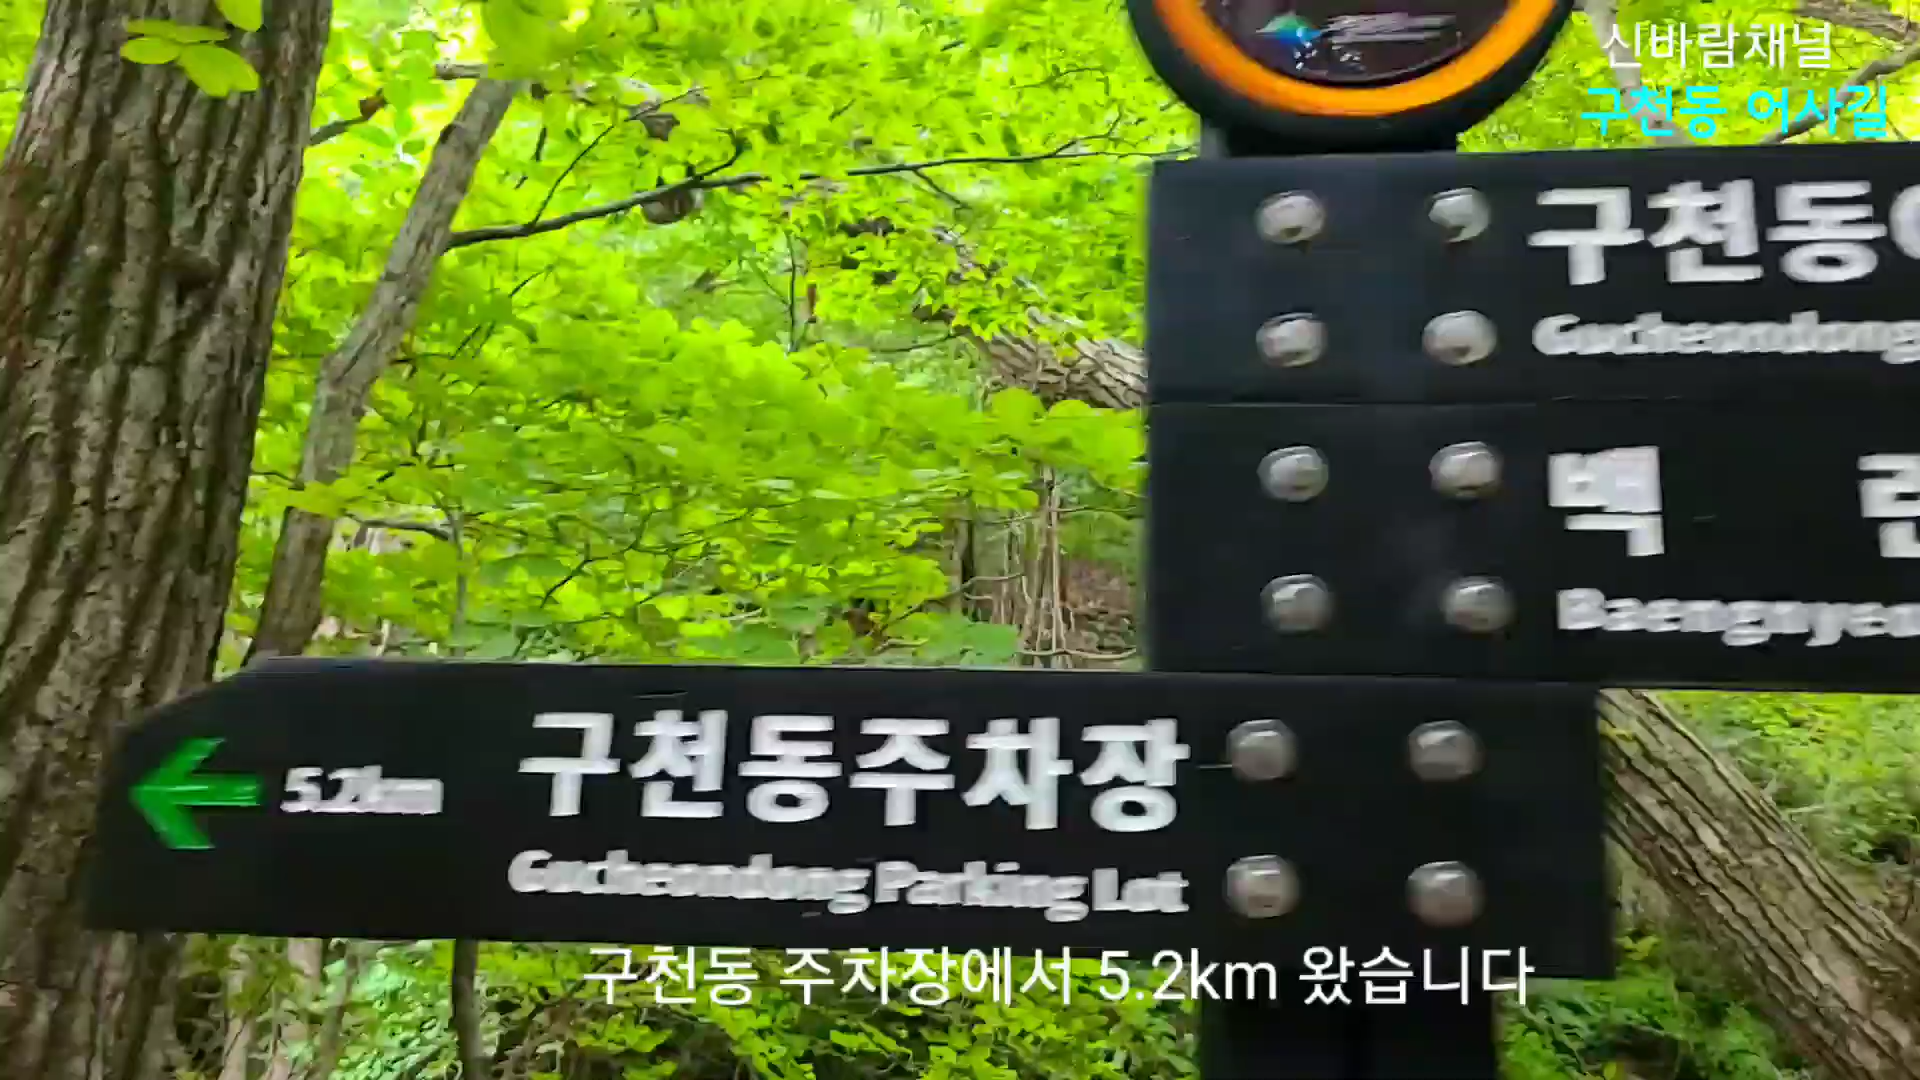 신바람채널
구천동 어사길
구천동
Gucheondong
백
Baengnyeo
5.2km 구천동주차장
Gucheondong Parking Lot
구천동 주차장에서 5.2km 왔습니다